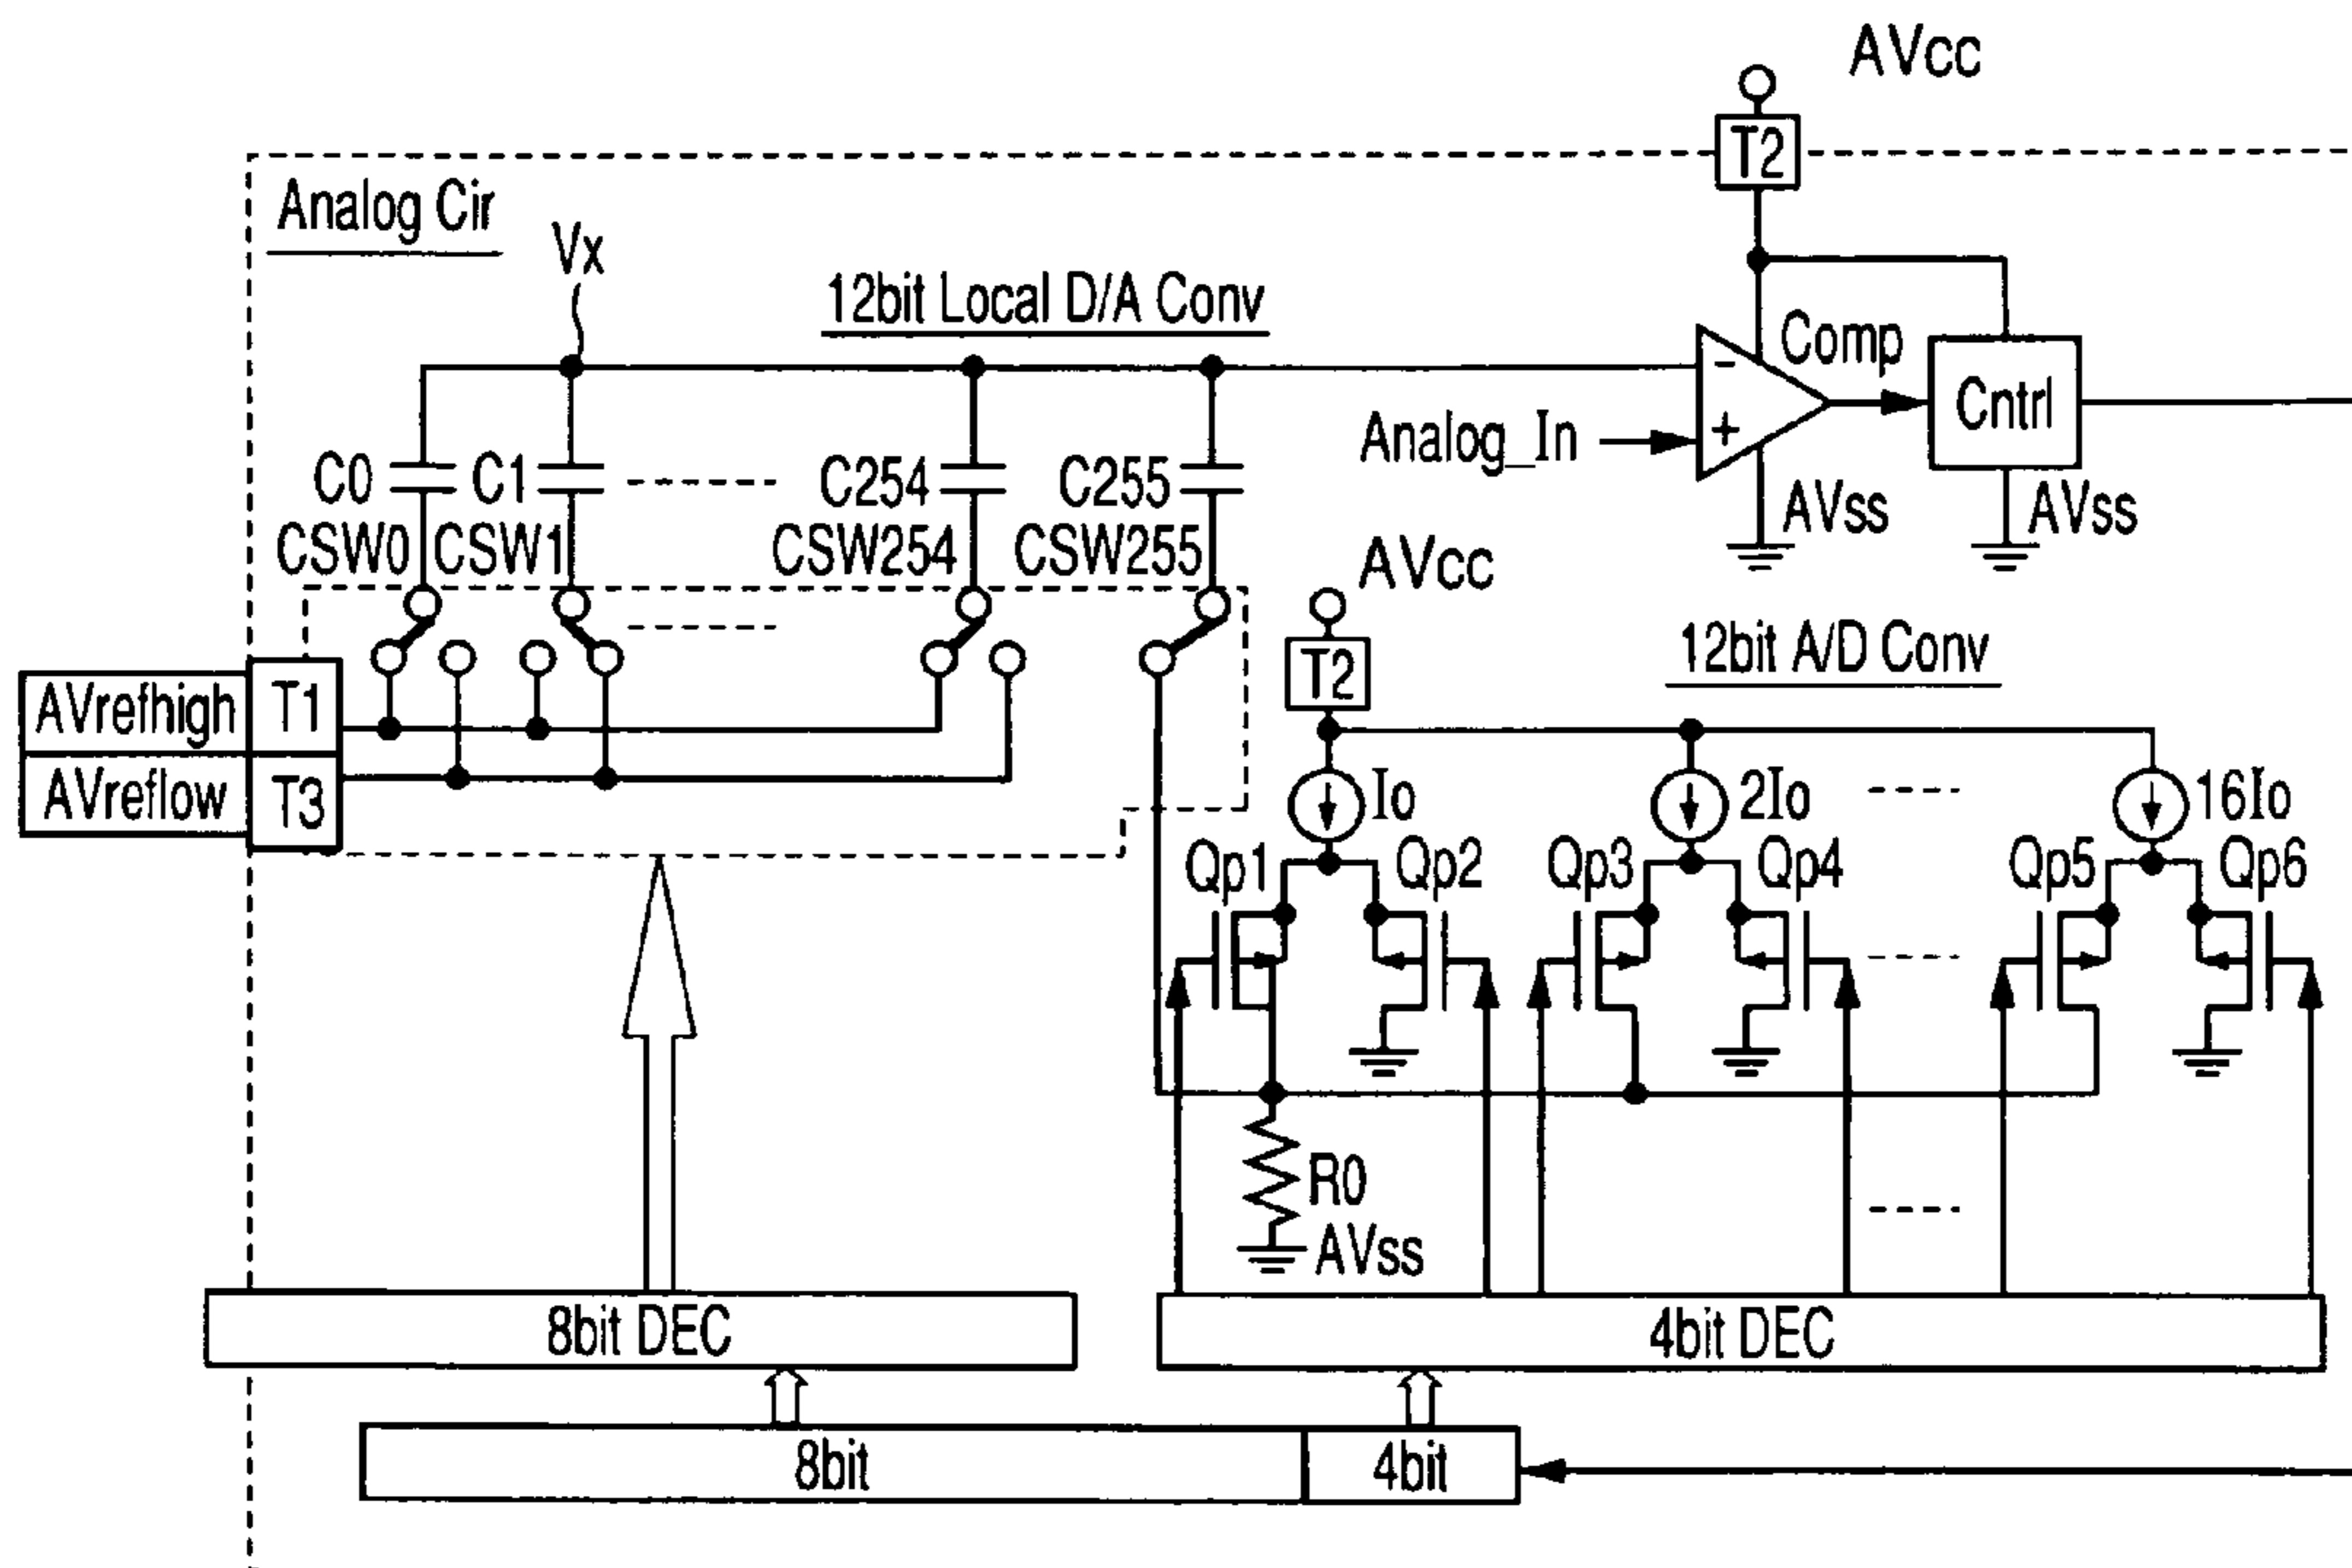 AVcc
T2
Analog Cir
Vx
12bit Local D/A Conv
Comp
-
+
Cntrl
Analog_In
AVss
AVss
C0
C1
C254
C255
CSW0
CSW1
CSW254
CSW255
AVcc
T2
12bit A/D Conv
AVrefhigh
T1
AVreflow
T3
Io
2Io
16Io
Qp1
Qp2
Qp3
Qp4
Qp5
Qp6
R0
AVss
8bit DEC
4bit DEC
8bit
4bit